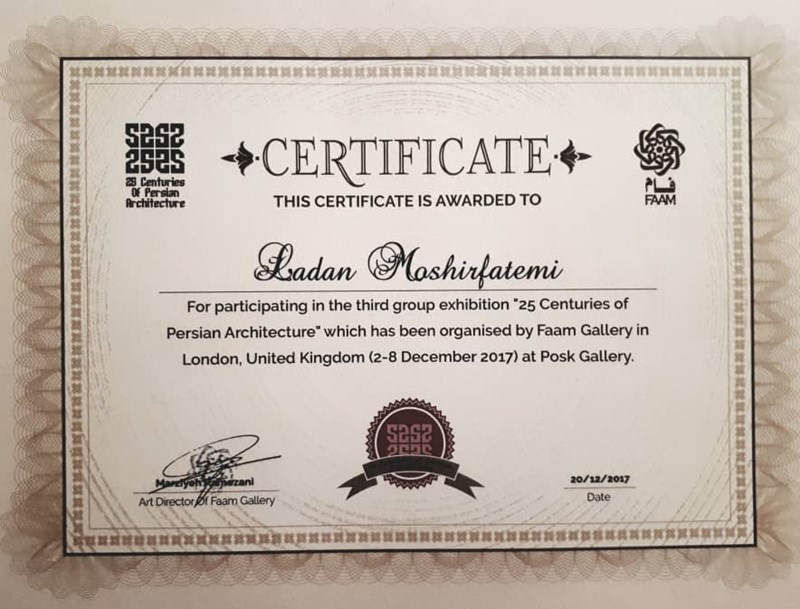 25 Centuries
Of Persian
Architecture
CERTIFICATE
فام
FAAM
THIS CERTIFICATE IS AWARDED TO
Ladan Moshirfatemi
For participating in the third group exhibition "25 Centuries of
Persian Architecture" which has been organised by Faam Gallery in
London, United Kingdom (2-8 December 2017) at Posk Gallery.
Marziyeh Ramezani
Art Director Of Faam Gallery
20/12/2017
Date